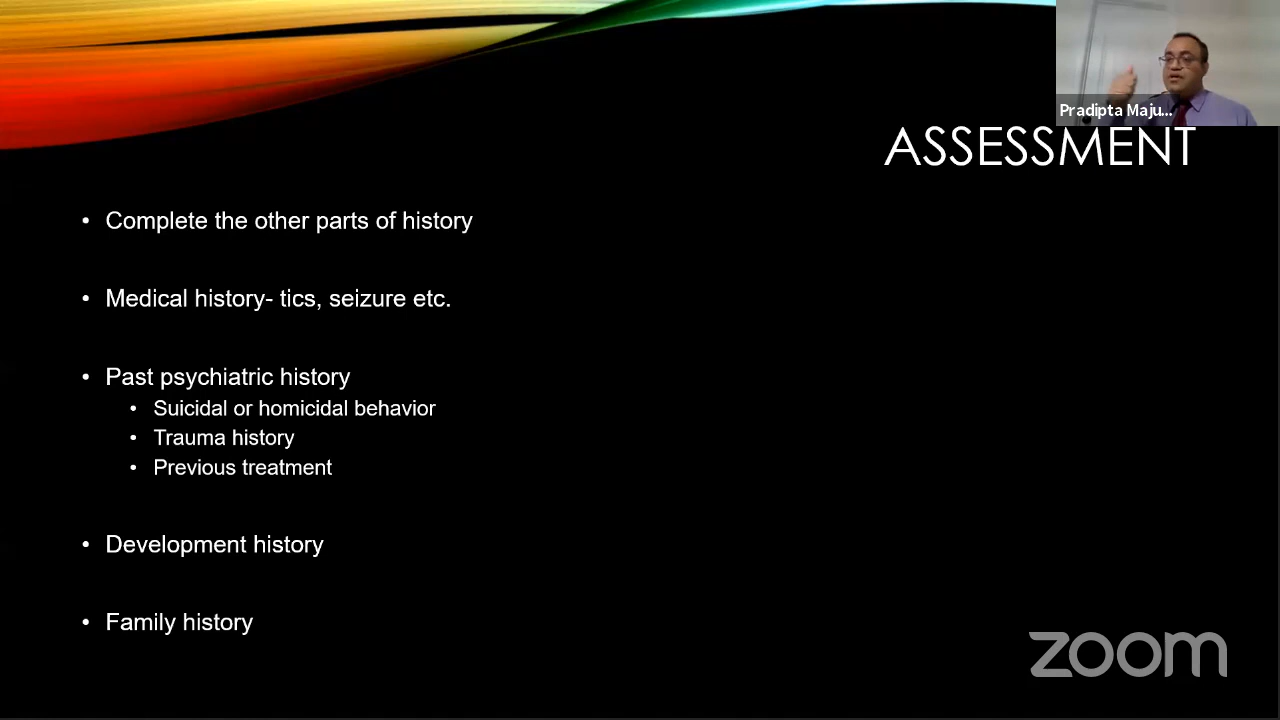 Pradipta Maju...
ASSESSMENT
• Complete the other parts of history
• Medical history- tics, seizure etc.
• Past psychiatric history
• Suicidal or homicidal behavior
• Trauma history
• Previous treatment
• Development history
• Family history
zoom